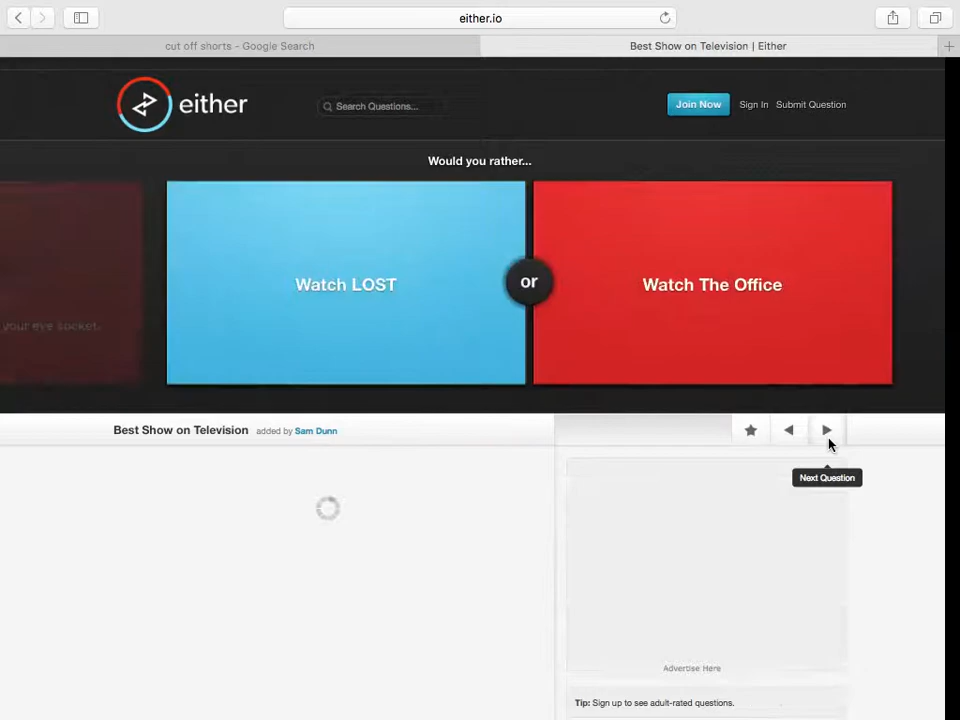 either.io
cut off shorts - Google Search
Best Show on Television | Either
either
Search Questions...
Join Now
Sign In
Submit Question
Would you rather...
your eye socket.
Watch LOST
or
Watch The Office
Best Show on Television added by Sam Dunn
Next Question
Advertise Here
Tip: Sign up to see adult-rated questions.